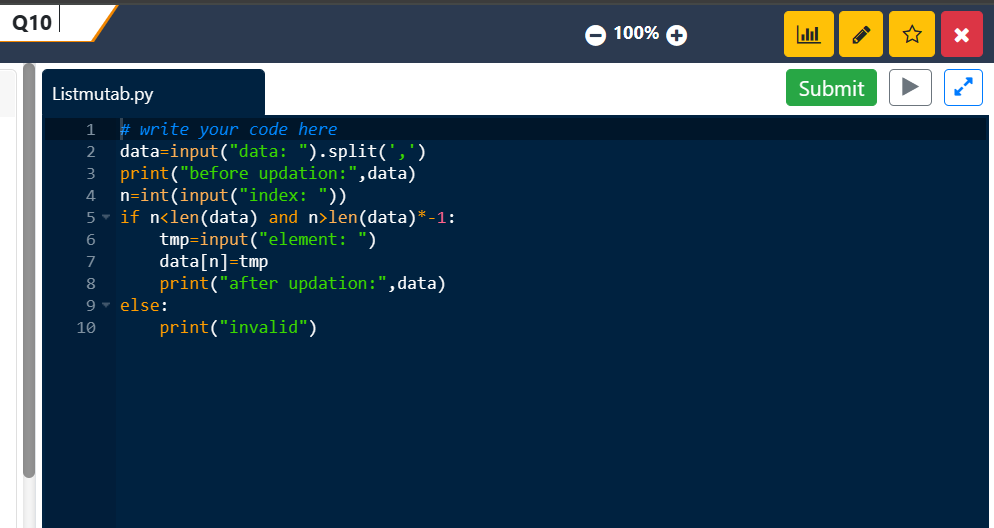 Q10
100%
Listmutab.py
Submit
1 # write your code here
2 data=input("data: ").split(',')
3 print("before updation:",data)
4 n=int(input("index: "))
5 if n<len(data) and n>len(data)*-1:
6     tmp=input("element: ")
7     data[n]=tmp
8     print("after updation:",data)
9 else:
10     print("invalid")